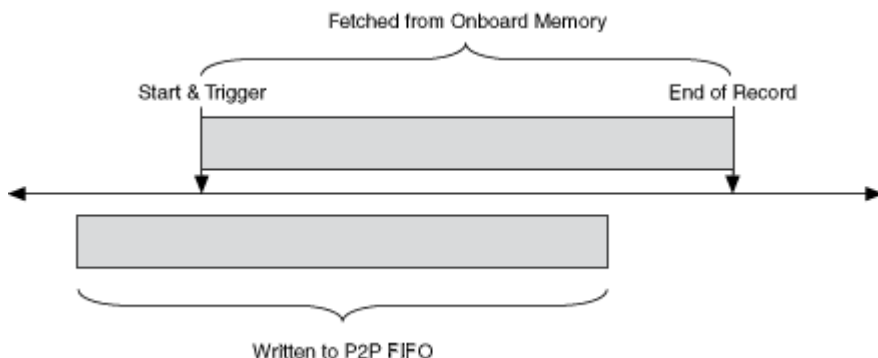 Fetched from Onboard Memory
Start & Trigger
End of Record
Written to P2P FIFO